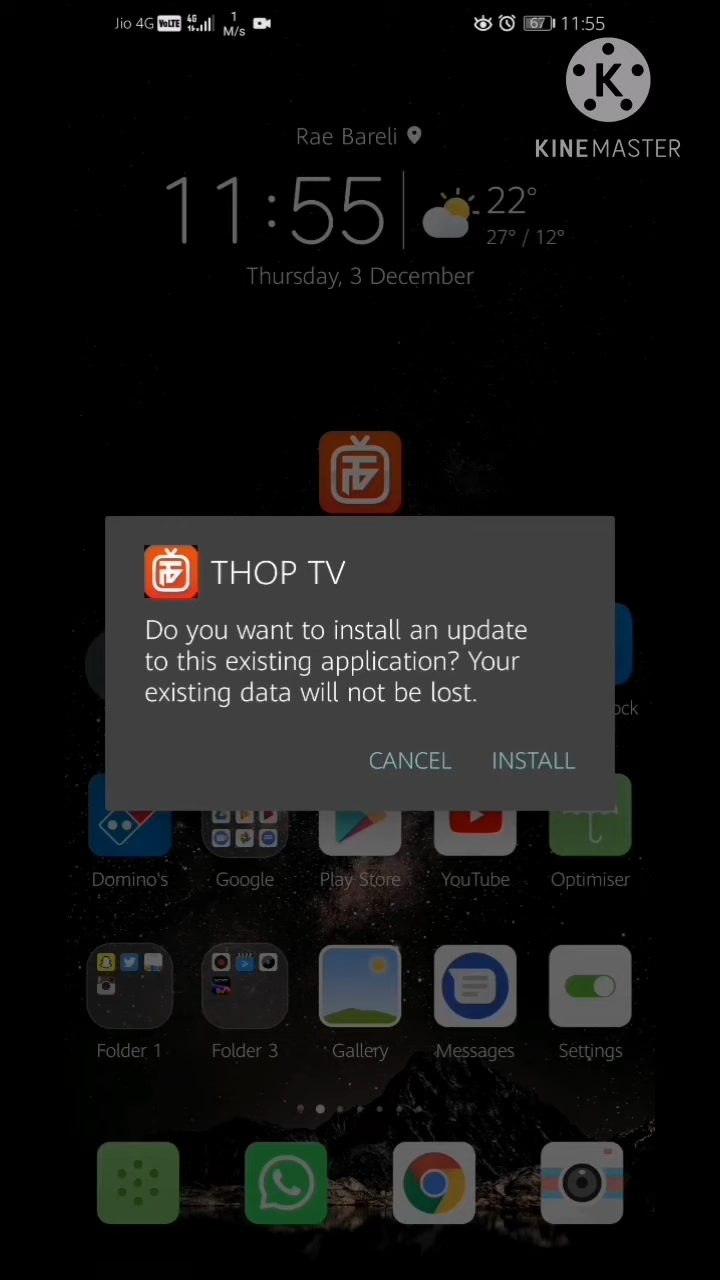 Jio 4G VoLTE 4G 1 M/s 67 11:55
K
KINEMASTER
Rae Bareli
11:55 22°
27° / 12°
Thursday, 3 December
THOP TV
Do you want to install an update
to this existing application? Your
existing data will not be lost.
CANCEL INSTALL
ock
Domino's Google Play Store YouTube Optimiser
Folder 1 Folder 3 Gallery Messages Settings